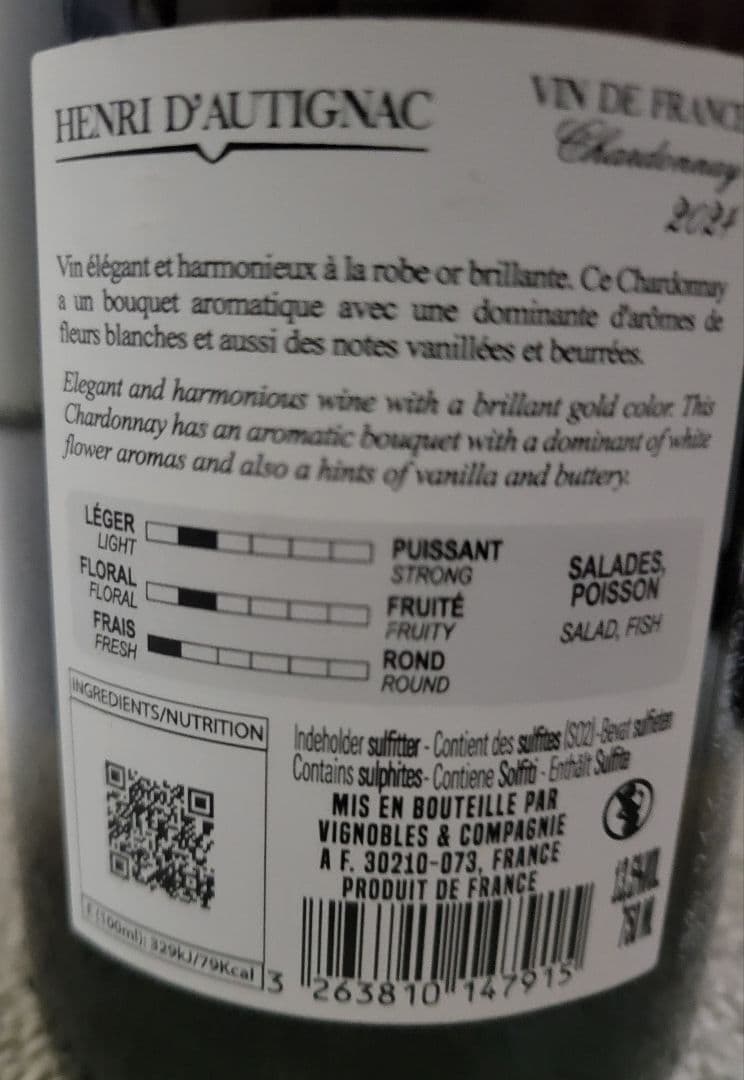 HENRI D'AUTIGNAC
VIN DE FRANCE
Chardonnay
2024
Vin élégant et harmonieux à la robe or brillante. Ce Chardonnay
a un bouquet aromatique avec une dominante d'arômes de
fleurs blanches et aussi des notes vanillées et beurrées.
Elegant and harmonious wine with a brillant gold color. This
Chardonnay has an aromatic bouquet with a dominant of white
flower aromas and also a hints of vanilla and buttery.
LÉGER
LIGHT
PUISSANT
STRONG
FLORAL
FLORAL
FRUITÉ
FRUITY
FRAIS
FRESH
ROND
ROUND
SALADES,
POISSON
SALAD, FISH
INGREDIENTS/NUTRITION
E (100ml): 329kJ/79Kcal
Indeholder sulfitter - Contient des sulfites (SO2) - Bevat sulfieten
Contains sulphites - Contiene Solfiti - Enthält Sulfite
MIS EN BOUTEILLE PAR
VIGNOBLES & COMPAGNIE
A F. 30210-073, FRANCE
PRODUIT DE FRANCE
3 263810 147915